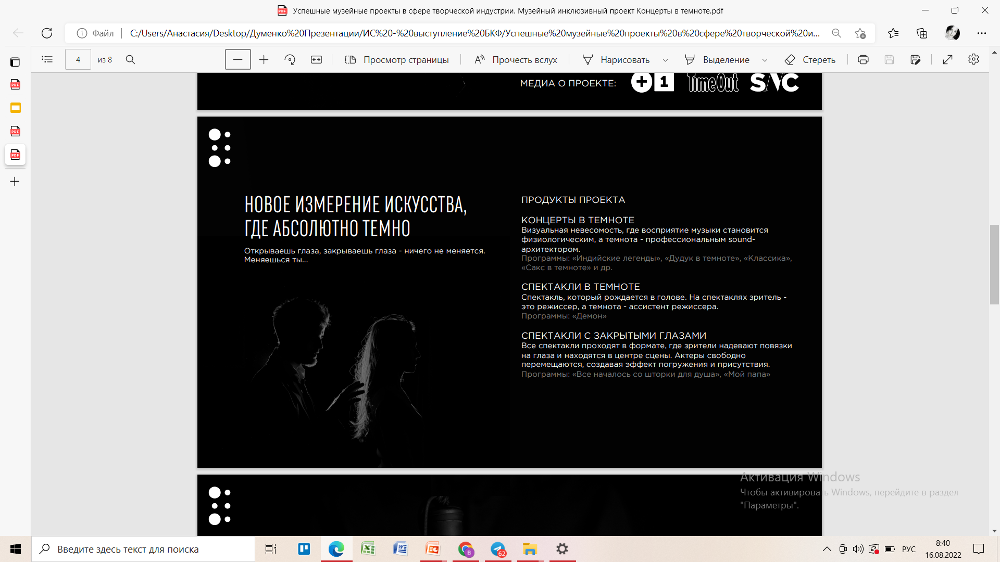 Успешные музейные проекты в сфере творческой индустрии. Музейный инклюзивный проект Концерты в темноте.pdf
Файл
C:/Users/Анастасия/Desktop/Думенко%20Презентации/ИС%20-%20выступление%20БКФ/Успешные%20музейные%20проекты%20в%20сфере%20творческой%20и...
4
из 8
Просмотр страницы
Прочесть вслух
Нарисовать
Выделение
Стереть
МЕДИА О ПРОЕКТЕ:
+1
TimeOut
SNC
НОВОЕ ИЗМЕРЕНИЕ ИСКУССТВА,
ГДЕ АБСОЛЮТНО ТЕМНО
Открываешь глаза, закрываешь глаза - ничего не меняется.
Меняешься ты...
ПРОДУКТЫ ПРОЕКТА
КОНЦЕРТЫ В ТЕМНОТЕ
Визуальная невесомость, где восприятие музыки становится
физиологическим, а темнота - профессиональным sound-
архитектором.
Программы: «Индийские легенды», «Дудук в темноте», «Классика»,
«Сакс в темноте» и др.
СПЕКТАКЛИ В ТЕМНОТЕ
Спектакль, который рождается в голове. На спектаклях зритель -
это режиссер, а темнота - ассистент режиссера.
Программы: «Демон»
СПЕКТАКЛИ С ЗАКРЫТЫМИ ГЛАЗАМИ
Все спектакли проходят в формате, где зрители надевают повязки
на глаза и находятся в центре сцены. Актеры свободно
перемещаются, создавая эффект погружения и присутствия.
Программы: «Все началось со шторки для душа», «Мой папа»
Активация Windows
Чтобы активировать Windows, перейдите в раздел
"Параметры".
Введите здесь текст для поиска
62
РУС
8:40
16.08.2022